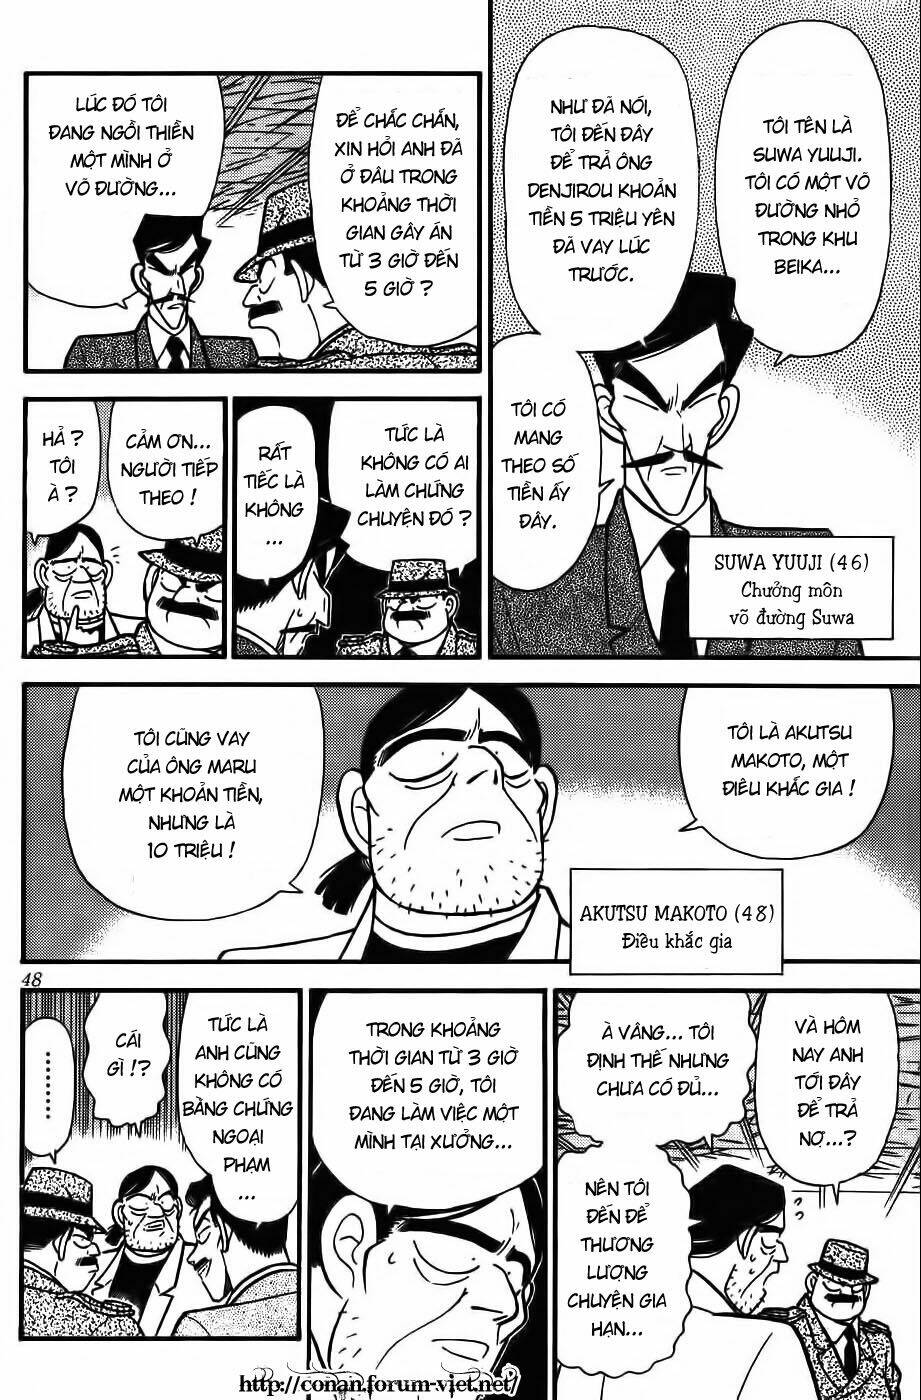 TÔI TÊN LÀ
SUWA YUUJI.
TÔI CÓ MỘT VÕ
ĐƯỜNG NHỎ
TRONG KHU
BEIKA...
NHƯ ĐÃ NÓI,
TÔI ĐẾN ĐÂY
ĐỂ TRẢ ÔNG
DENJIROU KHOẢN
TIỀN 5 TRIỆU YÊN
ĐÃ VAY LÚC
TRƯỚC.
TÔI CÓ
MANG
THEO SỐ
TIỀN ẤY
ĐÂY.
SUWA YUUJI (46)
Chưởng môn
võ đường Suwa
ĐỂ CHẮC CHẮN,
XIN HỎI ANH ĐÃ
Ở ĐÂU TRONG
KHOẢNG THỜI
GIAN GÂY ÁN
TỪ 3 GIỜ ĐẾN
5 GIỜ ?
LÚC ĐÓ TÔI
ĐANG NGỒI THIỀN
MỘT MÌNH Ở
VÕ ĐƯỜNG...
TỨC LÀ
KHÔNG CÓ AI
LÀM CHỨNG
CHUYỆN ĐÓ ?
RẤT
TIẾC LÀ
KHÔNG
...
CẢM ƠN...
NGƯỜI TIẾP
THEO !
HẢ ?
TÔI
À ?
TÔI LÀ AKUTSU
MAKOTO, MỘT
ĐIÊU KHẮC GIA !
TÔI CŨNG VAY
CỦA ÔNG MARU
MỘT KHOẢN TIỀN,
NHƯNG LÀ
10 TRIỆU !
AKUTSU MAKOTO (48)
Điêu khắc gia
48
VÀ HÔM
NAY ANH
TỚI ĐÂY
ĐỂ TRẢ
NỢ...?
À VÂNG... TÔI
ĐỊNH THẾ NHƯNG
CHƯA CÓ ĐỦ...
NÊN TÔI
ĐẾN ĐỂ
THƯƠNG
LƯỢNG
CHUYỆN GIA
HẠN...
TRONG KHOẢNG
THỜI GIAN TỪ 3 GIỜ
ĐẾN 5 GIỜ, TÔI
ĐANG LÀM VIỆC MỘT
MÌNH TẠI XƯỞNG...
TỨC LÀ
ANH CŨNG
KHÔNG CÓ
BẰNG CHỨNG
NGOẠI
PHẠM
...
CÁI
GÌ !?
.........
http://conan.forum-viet.net/